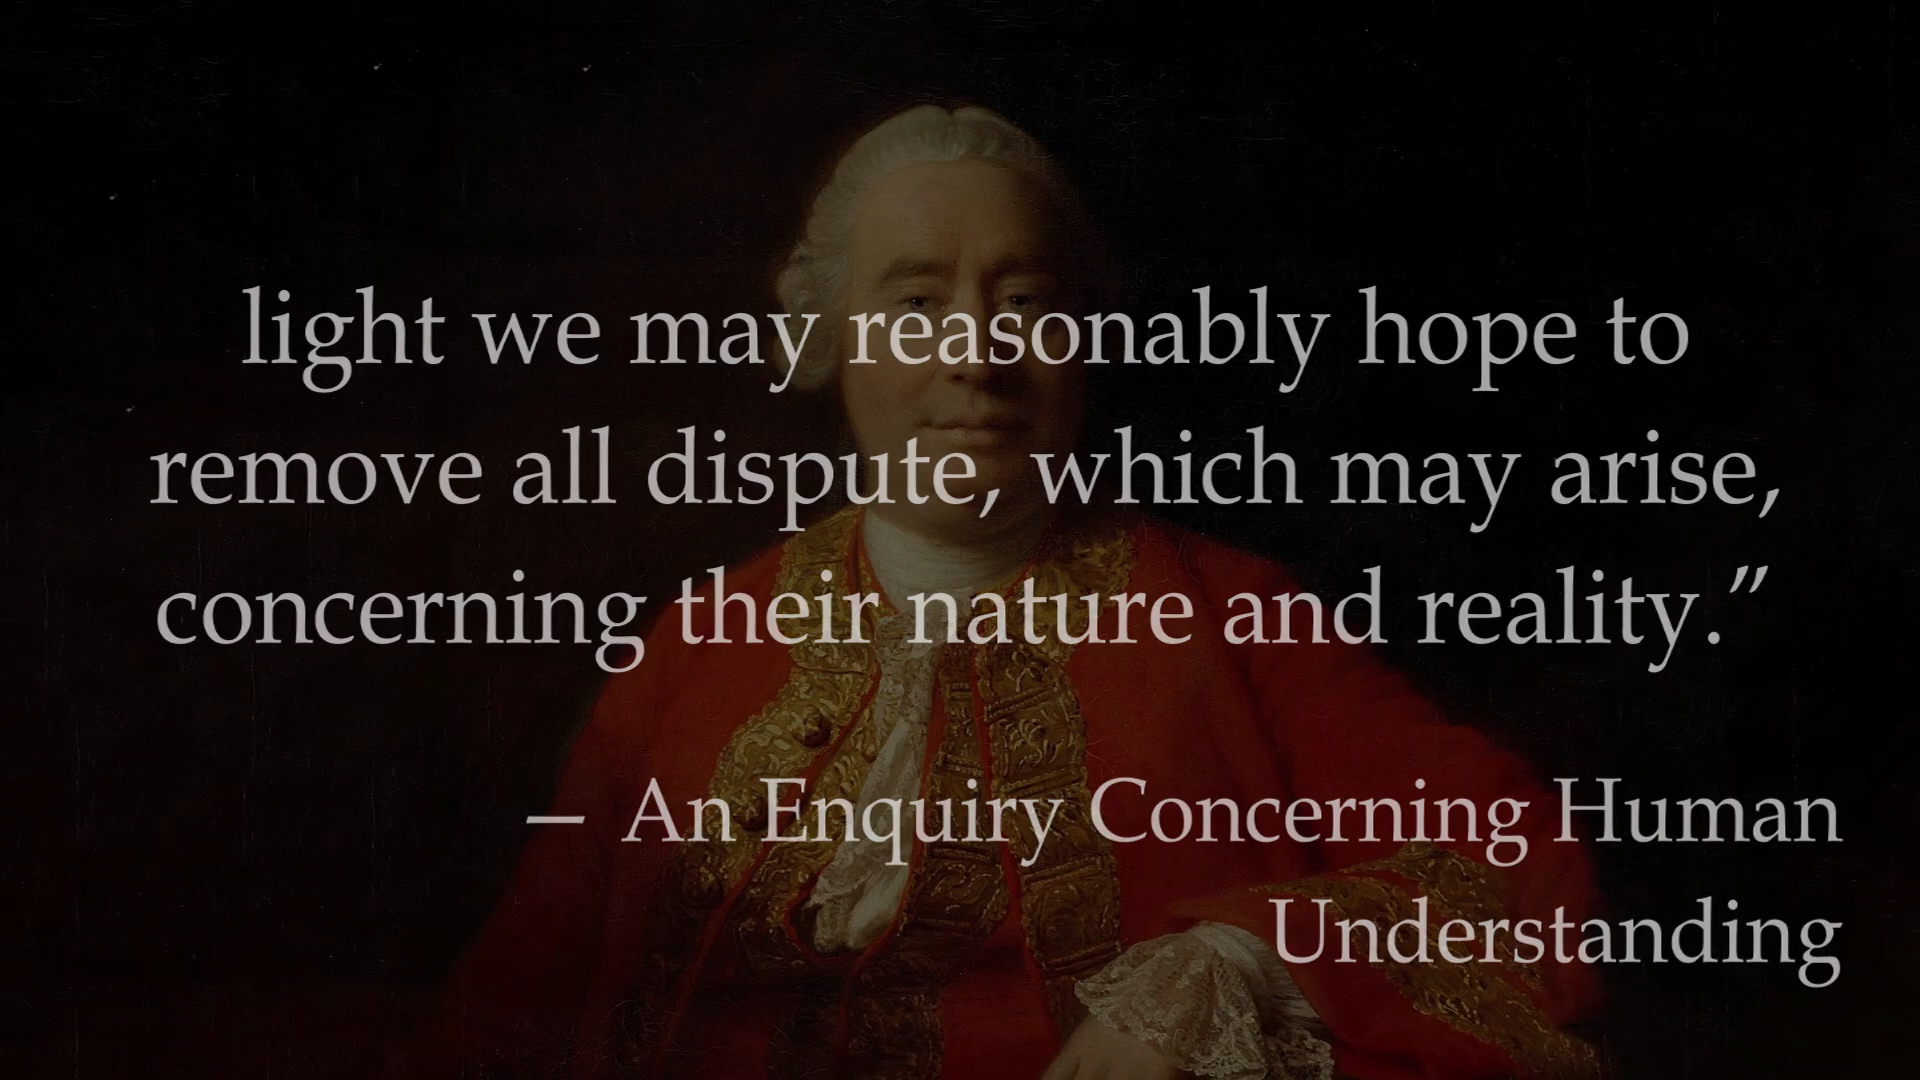 light we may reasonably hope to
remove all dispute, which may arise,
concerning their nature and reality.”
— An Enquiry Concerning Human
Understanding